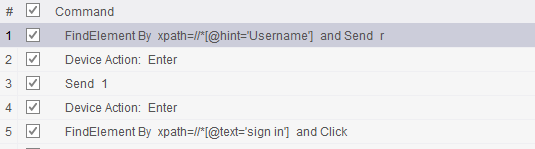 # Command
1 FindElement By xpath=//*[@hint='Username'] and Send r
2 Device Action: Enter
3 Send 1
4 Device Action: Enter
5 FindElement By xpath=//*[@text='sign in'] and Click